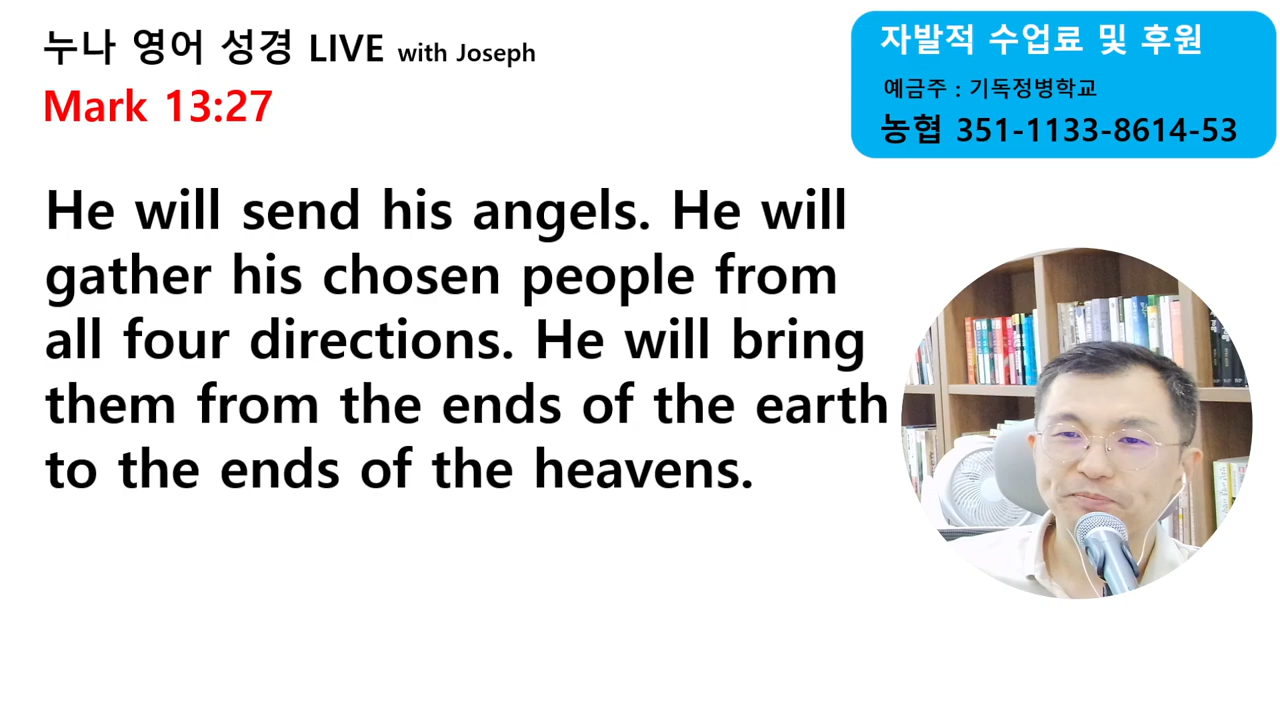 누나 영어 성경 LIVE with Joseph
Mark 13:27
자발적 수업료 및 후원
예금주 : 기독정병학교
농협 351-1133-8614-53
He will send his angels. He will
gather his chosen people from
all four directions. He will bring
them from the ends of the earth
to the ends of the heavens.